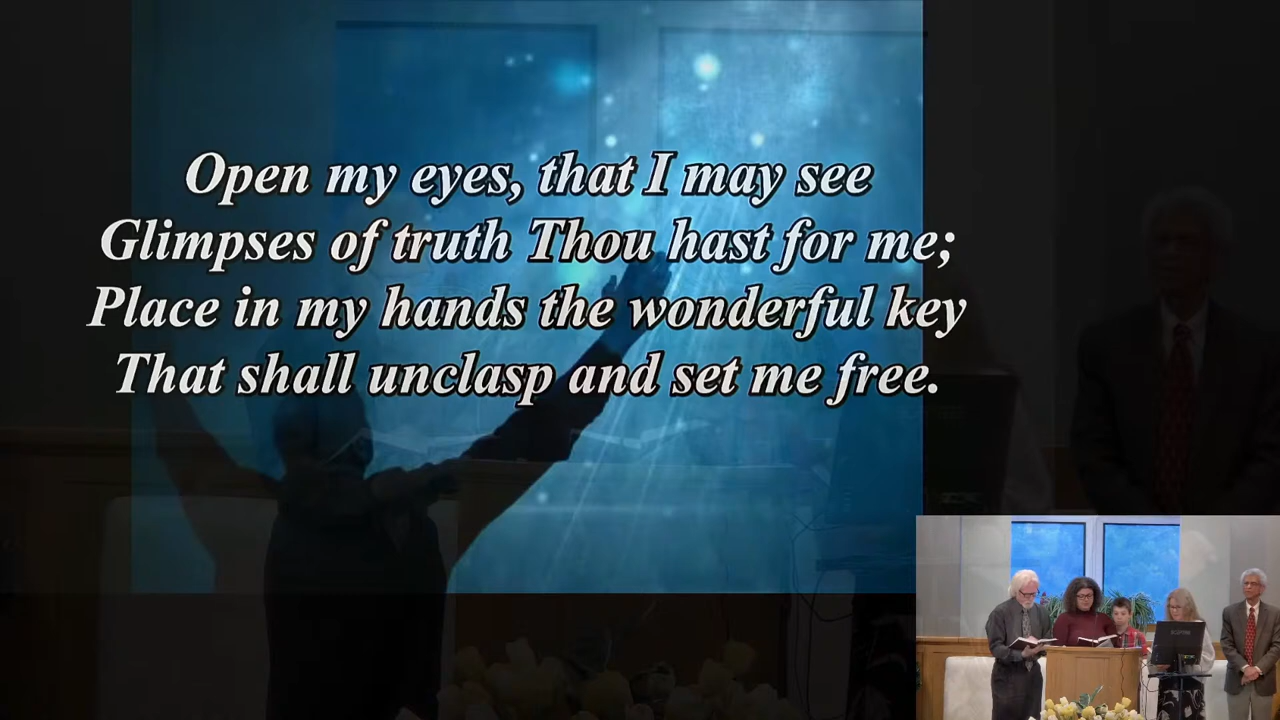 Open my eyes, that I may see
Glimpses of truth Thou hast for me;
Place in my hands the wonderful key
That shall unclasp and set me free.